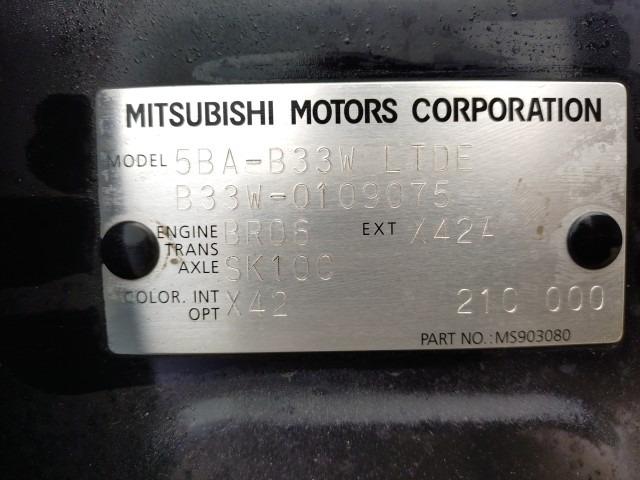 MITSUBISHI MOTORS CORPORATION
MODEL 5BA-B33W LTDE
B33W-0109075
ENGINE BR06 EXT X42A
TRANS
AXLE SK10C
COLOR. INT X42 21C 000
OPT
PART NO.:MS903080